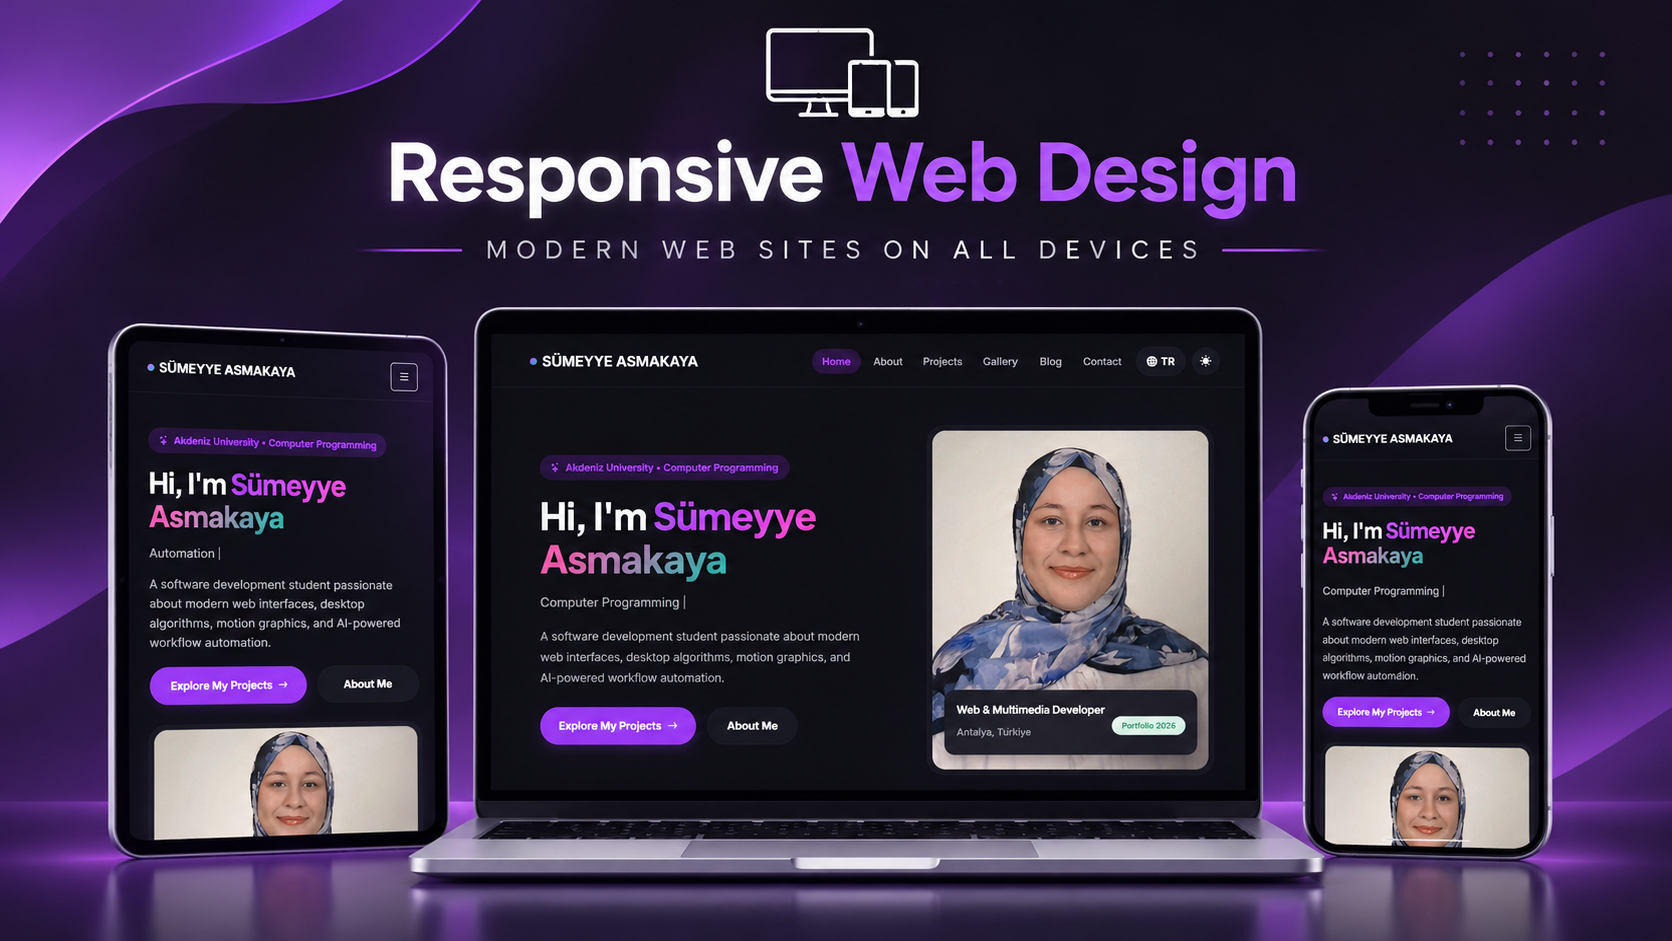 Responsive Web Design
MODERN WEB SITES ON ALL DEVICES
SÜMEYYE ASMAKAYA
Akdeniz University • Computer Programming
Hi, I'm Sümeyye
Asmakaya
Automation |
A software development student passionate
about modern web interfaces, desktop
algorithms, motion graphics, and AI-powered
workflow automation.
Explore My Projects →
About Me
SÜMEYYE ASMAKAYA
Home
About
Projects
Gallery
Blog
Contact
TR
Akdeniz University • Computer Programming
Hi, I'm Sümeyye
Asmakaya
Computer Programming |
A software development student passionate about modern
web interfaces, desktop algorithms, motion graphics, and
AI-powered workflow automation.
Explore My Projects →
About Me
Web & Multimedia Developer
Antalya, Türkiye
Portfolio 2026
SÜMEYYE ASMAKAYA
Akdeniz University • Computer Programming
Hi, I'm Sümeyye
Asmakaya
Computer Programming |
A software development student passionate
about modern web interfaces, desktop
algorithms, motion graphics, and AI-powered
workflow automation.
Explore My Projects →
About Me